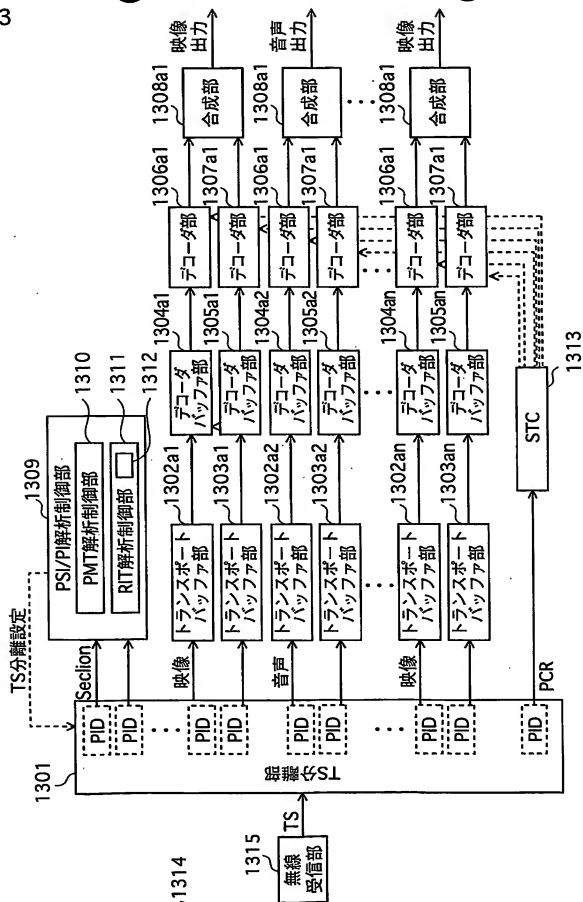 3
1314
1315
無線
受信部
TS
1301
TS分離部
PID
PID
PID
PID
PID
PID
PID
PID
PID
TS分離設定
Seclion
映像
音声
映像
PCR
1309
PSI/PI解析制御部
PMT解析制御部
RIT解析制御部
1310
1311
1312
1302a1
トランスポート
バッファ部
1303a1
トランスポート
バッファ部
1302a2
トランスポート
バッファ部
1303a2
トランスポート
バッファ部
1302an
トランスポート
バッファ部
1303an
トランスポート
バッファ部
1304a1
デコーダ
バッファ部
1305a1
デコーダ
バッファ部
1304a2
デコーダ
バッファ部
1305a2
デコーダ
バッファ部
1304an
デコーダ
バッファ部
1305an
デコーダ
バッファ部
STC
1313
1306a1
デコーダ部
1307a1
デコーダ部
1306a1
デコーダ部
1307a1
デコーダ部
1306a1
デコーダ部
1307a1
デコーダ部
1308a1
合成部
映像
出力
1308a1
合成部
音声
出力
1308a1
合成部
映像
出力